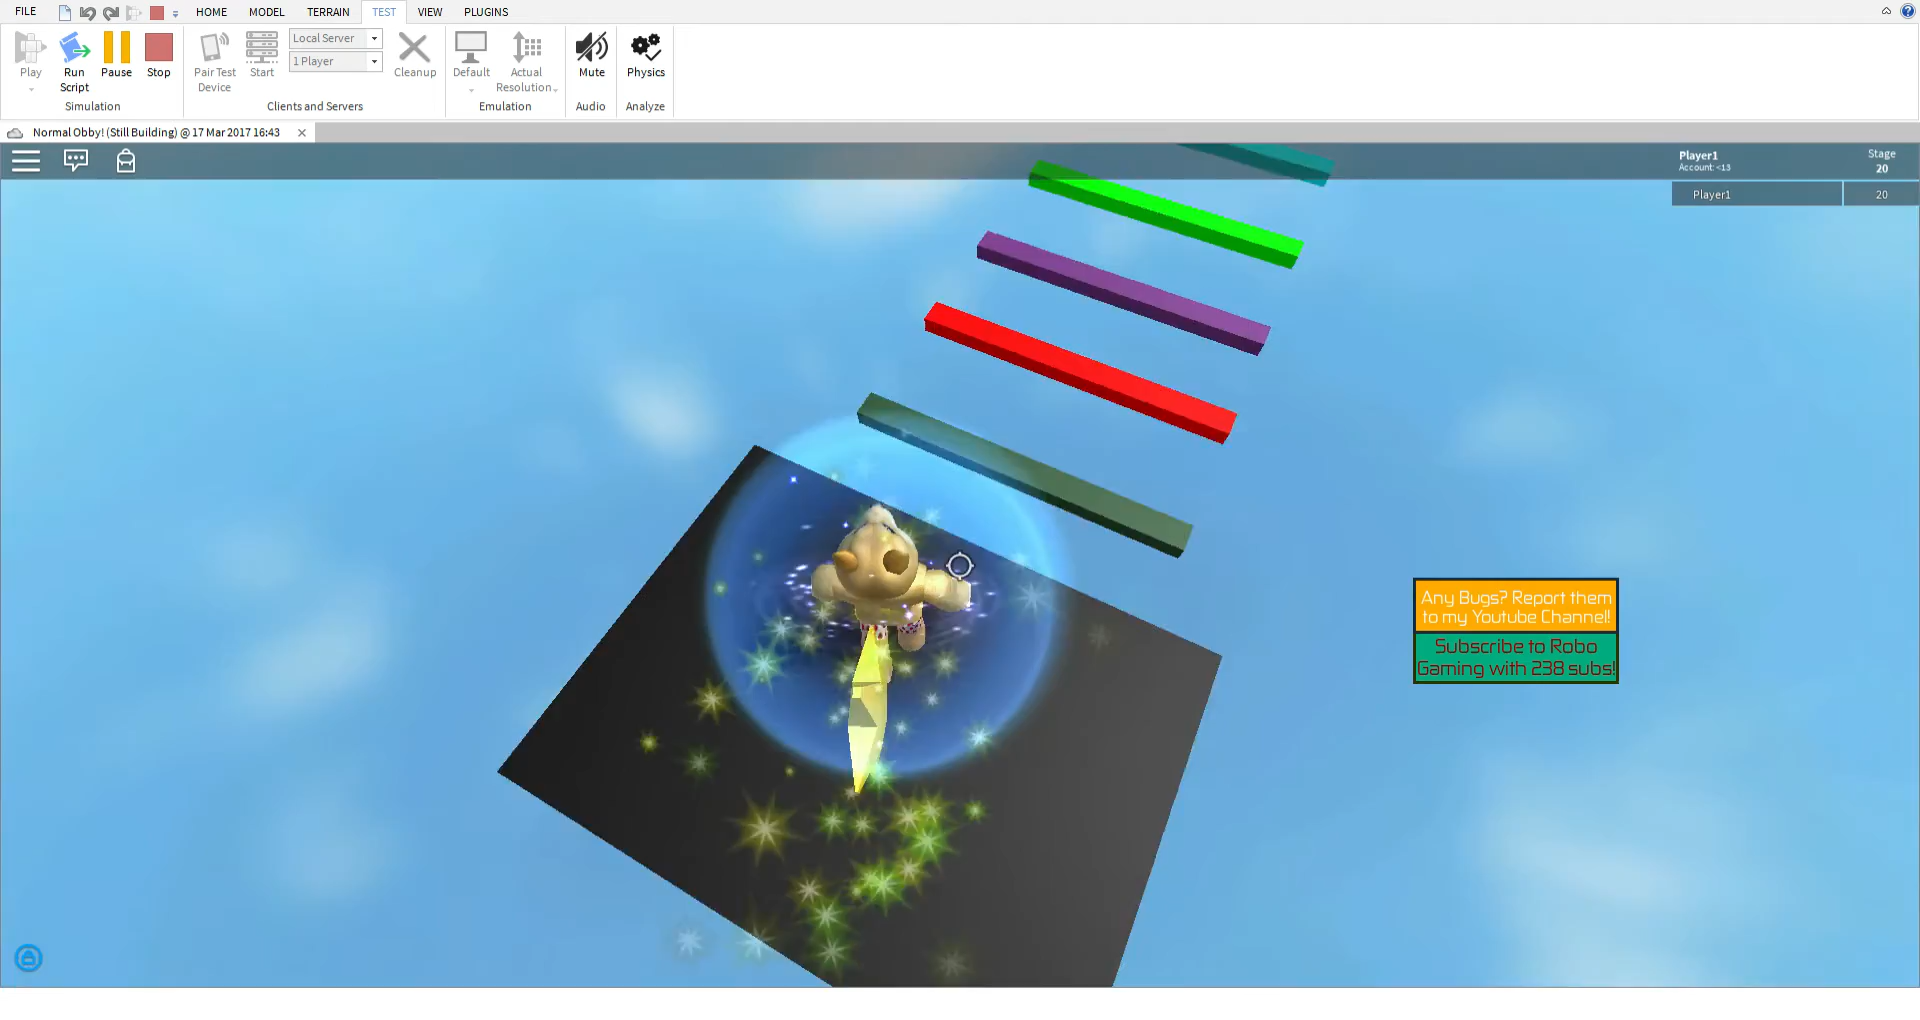 FILE
HOME
MODEL
TERRAIN
TEST
VIEW
PLUGINS
Play
Run
Script
Pause
Stop
Simulation
Pair Test
Device
Start
Local Server
1 Player
Cleanup
Clients and Servers
Default
Actual
Resolution
Emulation
Mute
Audio
Physics
Analyze
Normal Obby! (Still Building) @ 17 Mar 2017 16:43
Player1
Account: <13
Stage
20
Player1
20
Any Bugs? Report them
to my Youtube Channel!
Subscribe to Robo
Gaming with 238 subs!